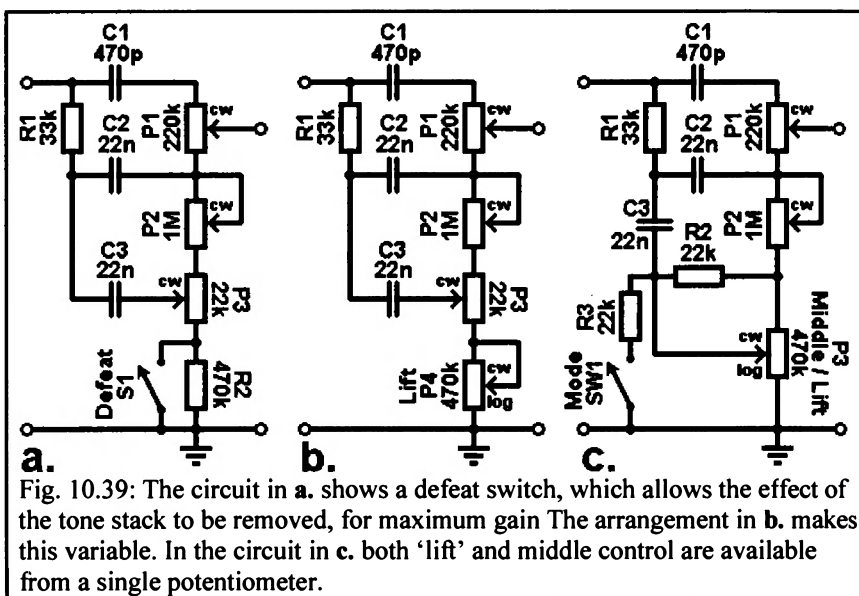 C1
470p
R1
33k
C2
22n
P1
220k
cw
cw
P2
1M
C3
22n
cw
P3
22k
Defeat
S1
R2
470k
a.
C1
470p
R1
33k
C2
22n
P1
220k
cw
cw
P2
1M
C3
22n
cw
P3
22k
Lift
P4
470k
cw
log
b.
C1
470p
R1
33k
C2
22n
P1
220k
cw
cw
P2
1M
C3
22n
R2
22k
R3
22k
cw
log
P3
Middle / Lift
470k
Mode
SW1
c.
Fig. 10.39: The circuit in a. shows a defeat switch, which allows the effect of
the tone stack to be removed, for maximum gain The arrangement in b. makes
this variable. In the circuit in c. both ‘lift’ and middle control are available
from a single potentiometer.